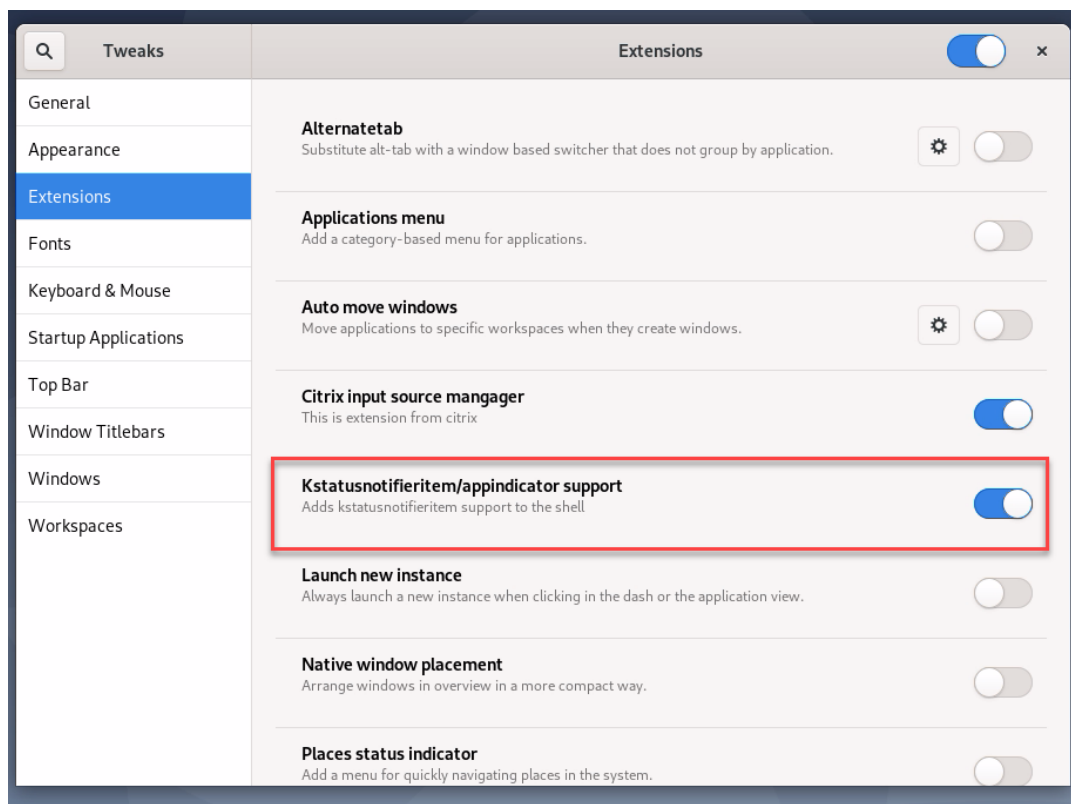 Tweaks
Extensions
General
Appearance
Extensions
Fonts
Keyboard & Mouse
Startup Applications
Top Bar
Window Titlebars
Windows
Workspaces
Alternatetab
Substitute alt-tab with a window based switcher that does not group by application.
Applications menu
Add a category-based menu for applications.
Auto move windows
Move applications to specific workspaces when they create windows.
Citrix input source mangager
This is extension from citrix
Kstatusnotifieritem/appindicator support
Adds kstatusnotifieritem support to the shell
Launch new instance
Always launch a new instance when clicking in the dash or the application view.
Native window placement
Arrange windows in overview in a more compact way.
Places status indicator
Add a menu for quickly navigating places in the system.